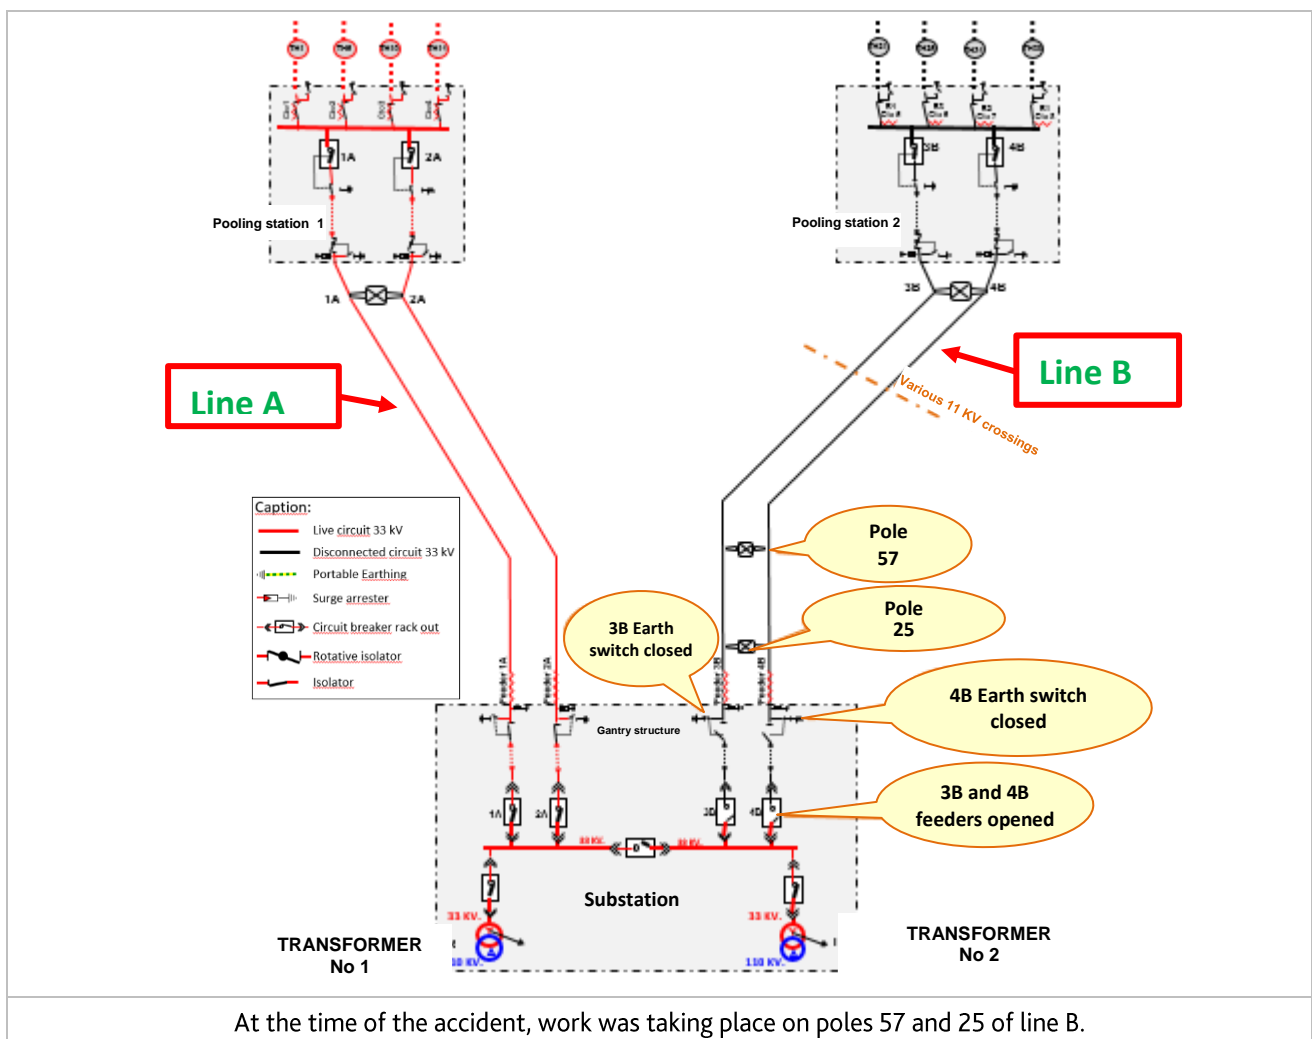 TH1
Pooling station 1
1A
2A
1A
2A
Pooling station 2
3B
4B
3B
4B
Line A
Line B
Various 11 KV crossings
Caption:
Live circuit 33 kV
Disconnected circuit 33 kV
Portable Earthing
Surge arrester
Circuit breaker rack out
Rotative isolator
Isolator
Pole
57
Pole
25
3B Earth
switch closed
4B Earth switch
closed
3B and 4B
feeders opened
Feeder 1A
Feeder 2A
Feeder 3B
Feeder 4B
Gantry structure
1A
2A
3B
4B
33 KV.
33 KV.
Substation
33 KV.
33 KV.
TRANSFORMER
No 1
TRANSFORMER
No 2
110 KV.
At the time of the accident, work was taking place on poles 57 and 25 of line B.